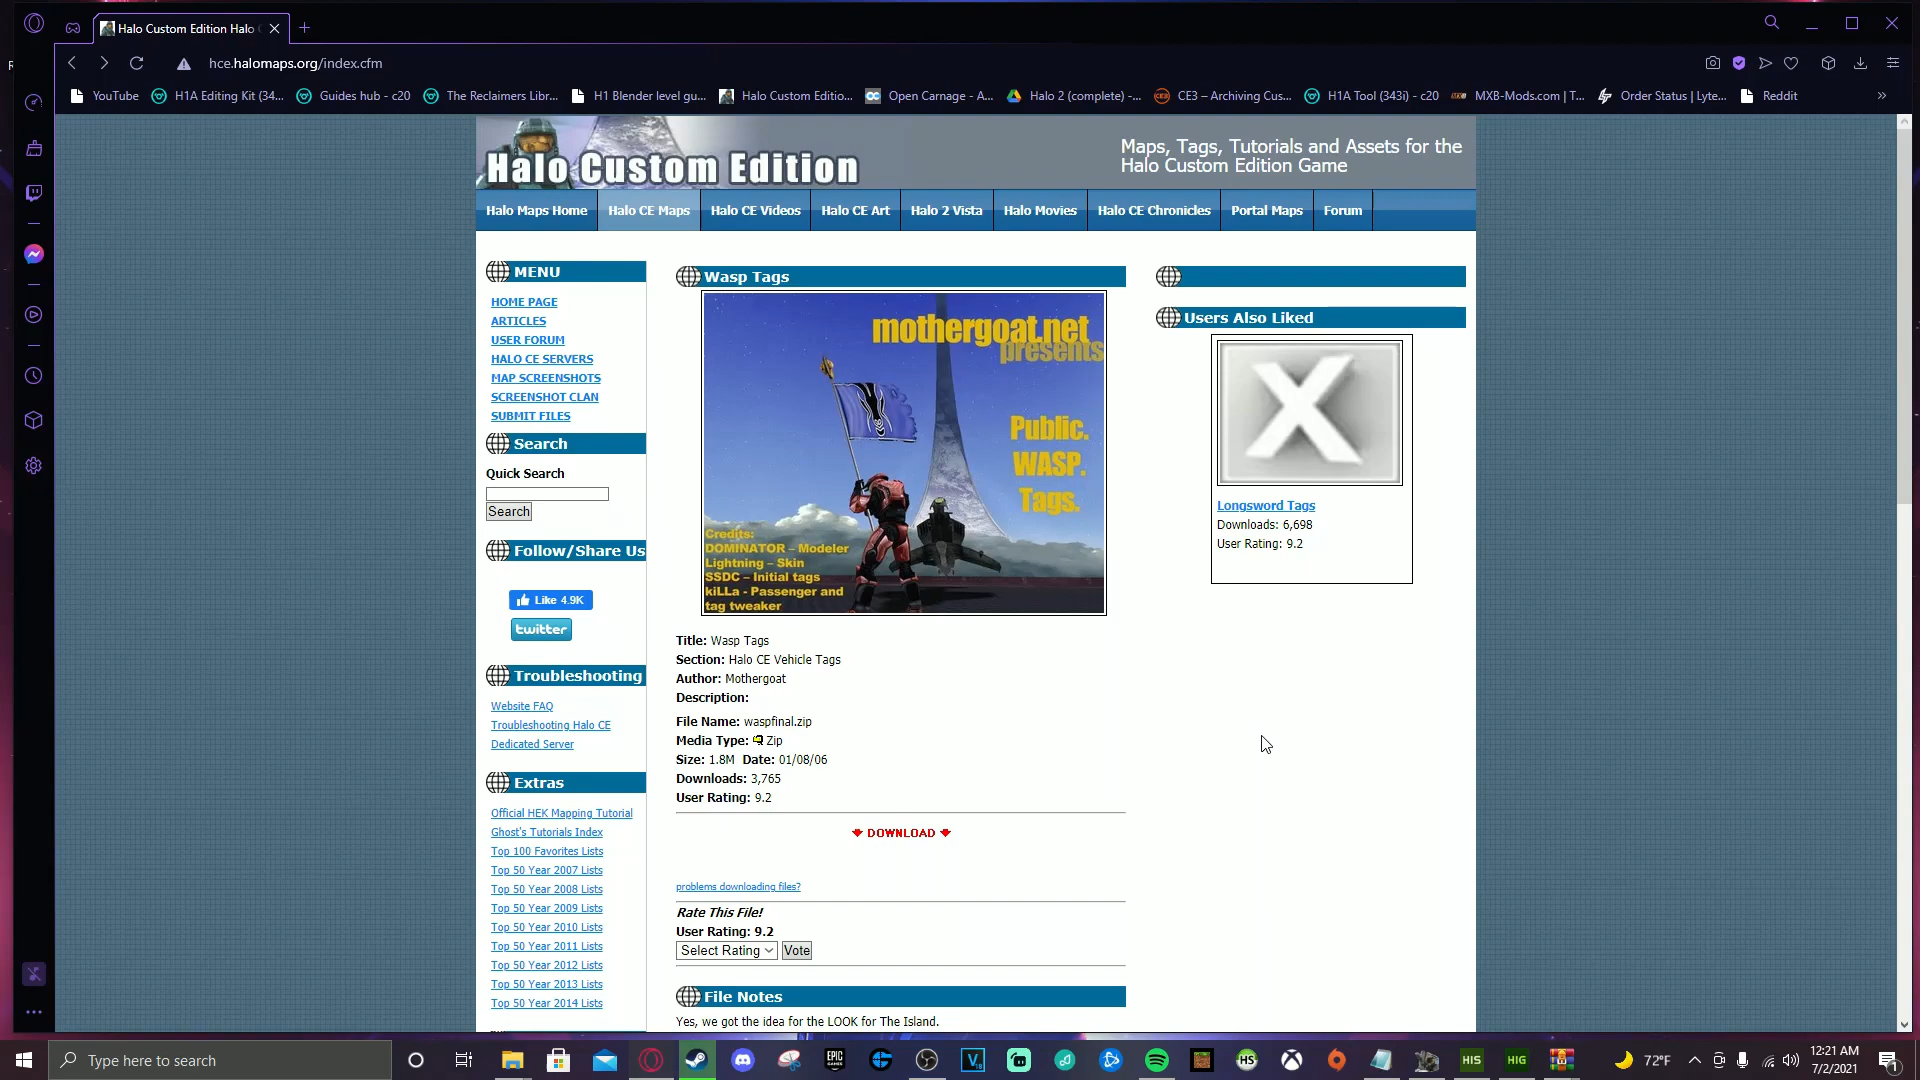 Halo Custom Edition Halo
hce.halomaps.org/index.cfm
YouTube
H1A Editing Kit (34...
Guides hub - c20
The Reclaimers Libr...
H1 Blender level gu...
Halo Custom Editio...
Open Carnage - A...
Halo 2 (complete) -...
CE3 – Archiving Cus...
H1A Tool (343i) - c20
MXB-Mods.com | T...
Order Status | Lyte...
Reddit
Halo Custom Edition
Maps, Tags, Tutorials and Assets for the
Halo Custom Edition Game
Halo Maps Home
Halo CE Maps
Halo CE Videos
Halo CE Art
Halo 2 Vista
Halo Movies
Halo CE Chronicles
Portal Maps
Forum
MENU
HOME PAGE
ARTICLES
USER FORUM
HALO CE SERVERS
MAP SCREENSHOTS
SCREENSHOT CLAN
SUBMIT FILES
Search
Quick Search
Search
Follow/Share Us
Like 4.9K
twitter
Troubleshooting
Website FAQ
Troubleshooting Halo CE
Dedicated Server
Extras
Official HEK Mapping Tutorial
Ghost's Tutorials Index
Top 100 Favorites Lists
Top 50 Year 2007 Lists
Top 50 Year 2008 Lists
Top 50 Year 2009 Lists
Top 50 Year 2010 Lists
Top 50 Year 2011 Lists
Top 50 Year 2012 Lists
Top 50 Year 2013 Lists
Top 50 Year 2014 Lists
Wasp Tags
mothergoat.net
presents
Public.
WASP.
Tags.
Credits:
DOMINATOR – Modeler
Lightning – Skin
SSDC – Initial tags
kiLLa - Passenger and
tag tweaker
Title: Wasp Tags
Section: Halo CE Vehicle Tags
Author: Mothergoat
Description:
File Name: waspfinal.zip
Media Type: Zip
Size: 1.8M Date: 01/08/06
Downloads: 3,765
User Rating: 9.2
DOWNLOAD
problems downloading files?
Rate This File!
User Rating: 9.2
Select Rating
Vote
File Notes
Yes, we got the idea for the LOOK for The Island.
Users Also Liked
X
Longsword Tags
Downloads: 6,698
User Rating: 9.2
Type here to search
EPIC
GAMES
HS
HIS
HIG
72°F
12:21 AM
7/2/2021
1